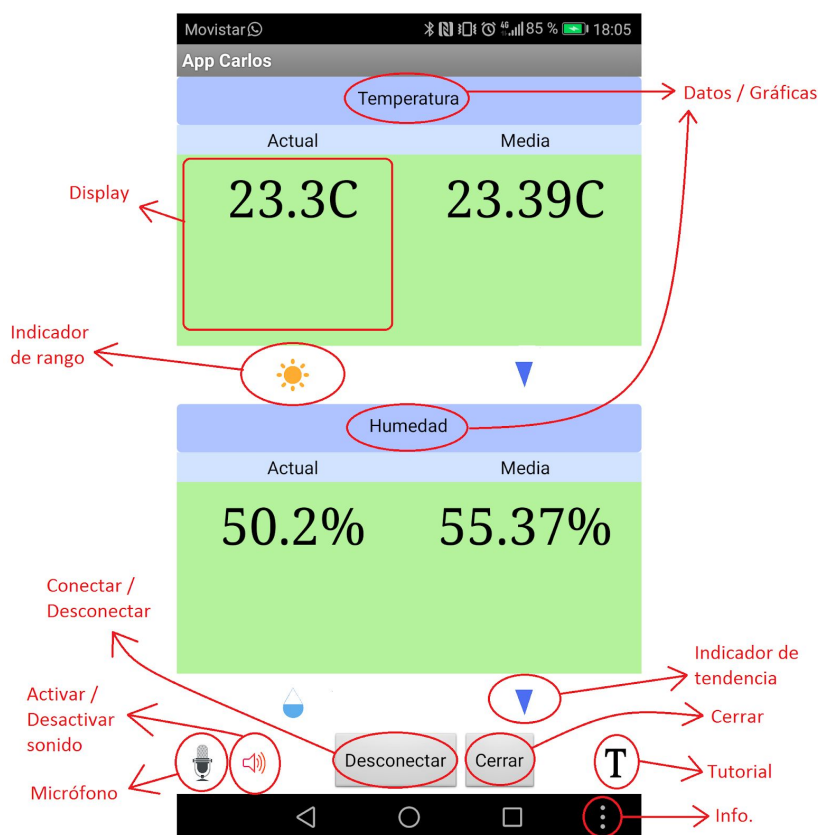 Movistar 4G 85 % 18:05
App Carlos
Temperatura
Datos / Gráficas
Actual Media
Display
23.3C 23.39C
Indicador
de rango
Humedad
Actual Media
50.2% 55.37%
Conectar /
Desconectar
Indicador de
tendencia
Activar /
Desactivar
sonido
Cerrar
Desconectar Cerrar T
Tutorial
Micrófono
Info.